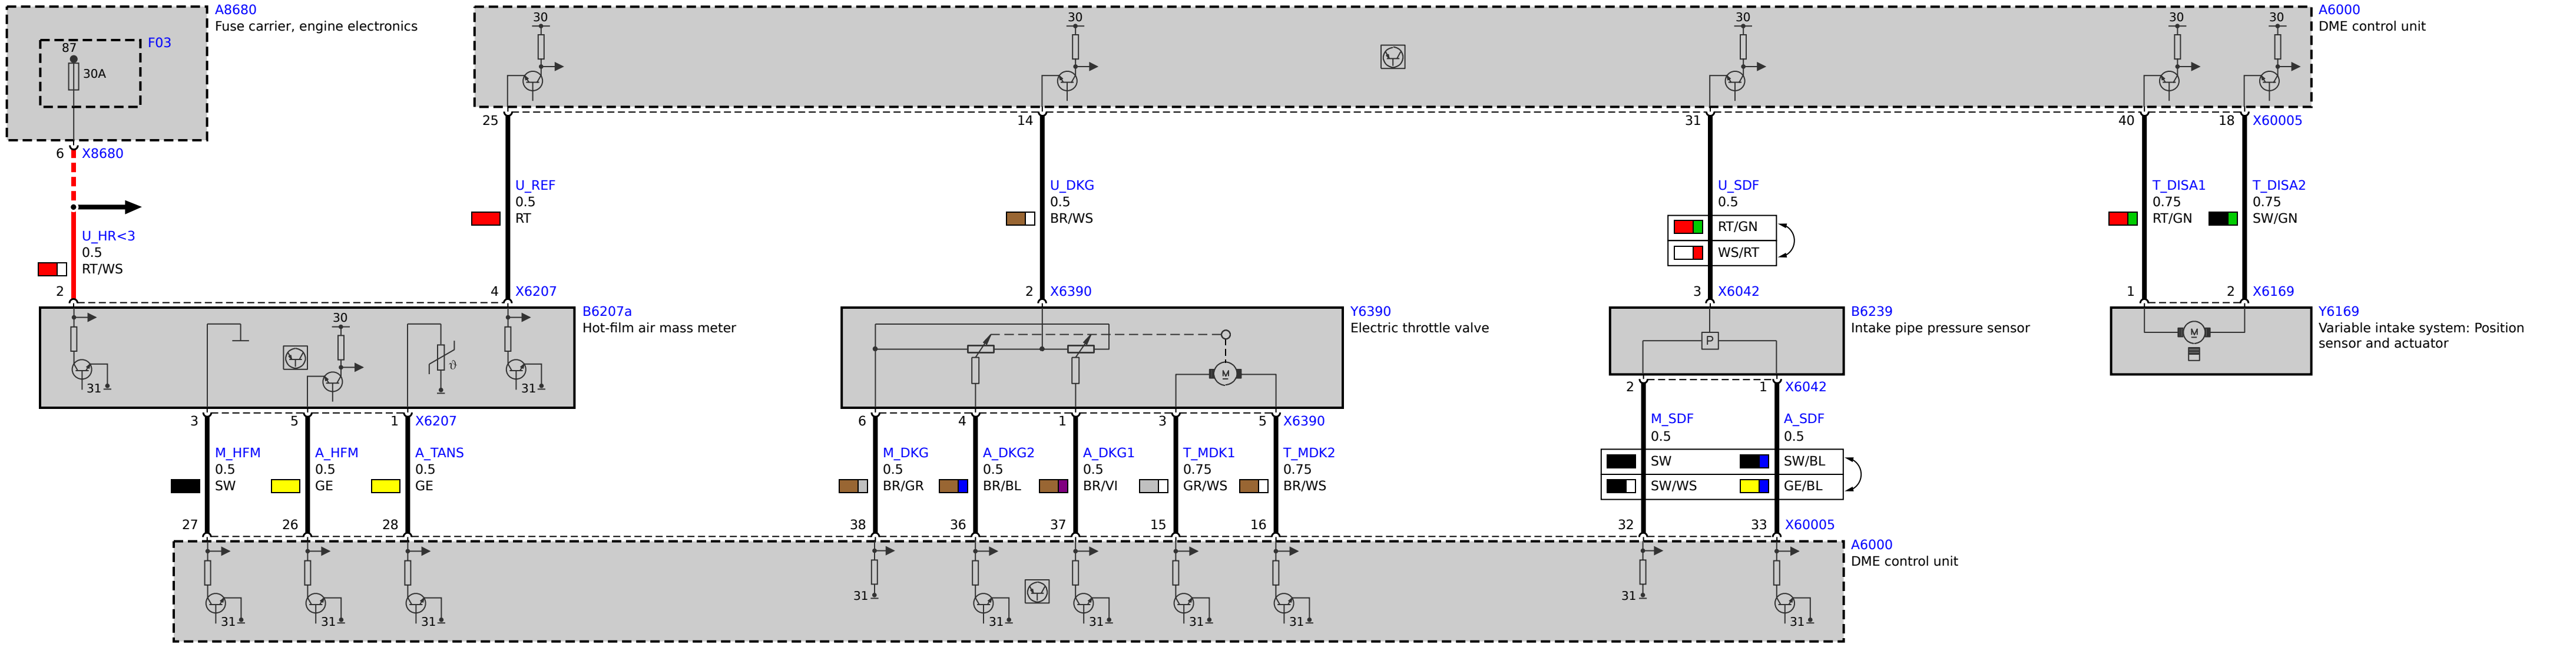 A8680
Fuse carrier, engine electronics
F03
87
30A
6 X8680
U_HR<3
0.5
RT/WS
2
30
30
30
30
30
A6000
DME control unit
25
14
31
40
18 X60005
U_REF
0.5
RT
U_DKG
0.5
BR/WS
U_SDF
0.5
RT/GN
WS/RT
T_DISA1
0.75
RT/GN
T_DISA2
0.75
SW/GN
4 X6207
2 X6390
3 X6042
1
2 X6169
B6207a
Hot-film air mass meter
30
ϑ
31
31
Y6390
Electric throttle valve
M
B6239
Intake pipe pressure sensor
P
Y6169
Variable intake system: Position
sensor and actuator
M
3
5
1 X6207
6
4
1
3
5 X6390
2
1 X6042
M_HFM
0.5
SW
A_HFM
0.5
GE
A_TANS
0.5
GE
M_DKG
0.5
BR/GR
A_DKG2
0.5
BR/BL
A_DKG1
0.5
BR/VI
T_MDK1
0.75
GR/WS
T_MDK2
0.75
BR/WS
M_SDF
0.5
SW
SW/WS
A_SDF
0.5
SW/BL
GE/BL
27
26
28
38
36
37
15
16
32
33 X60005
A6000
DME control unit
31
31
31
31
31
31
31
31
31
31